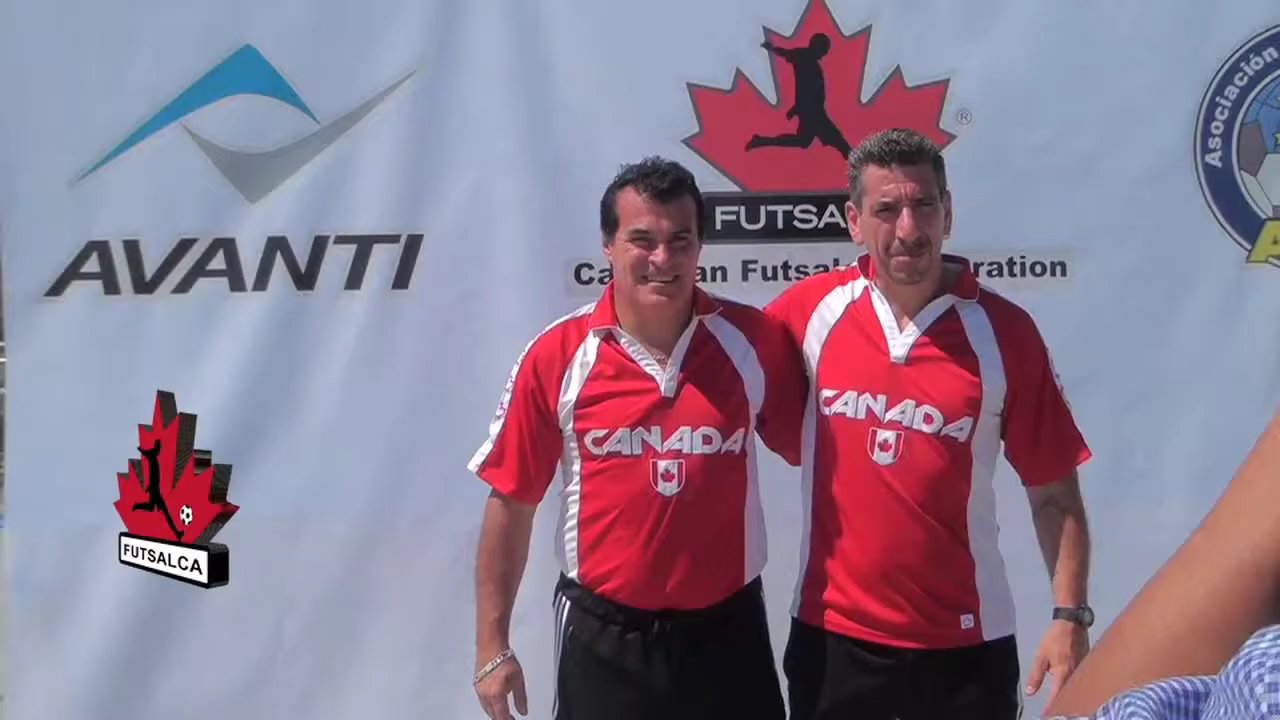 Asociación
®
AVANTI
FUTSA
Ca an Futsa ration
CANADA
CANADA
FUTSALCA